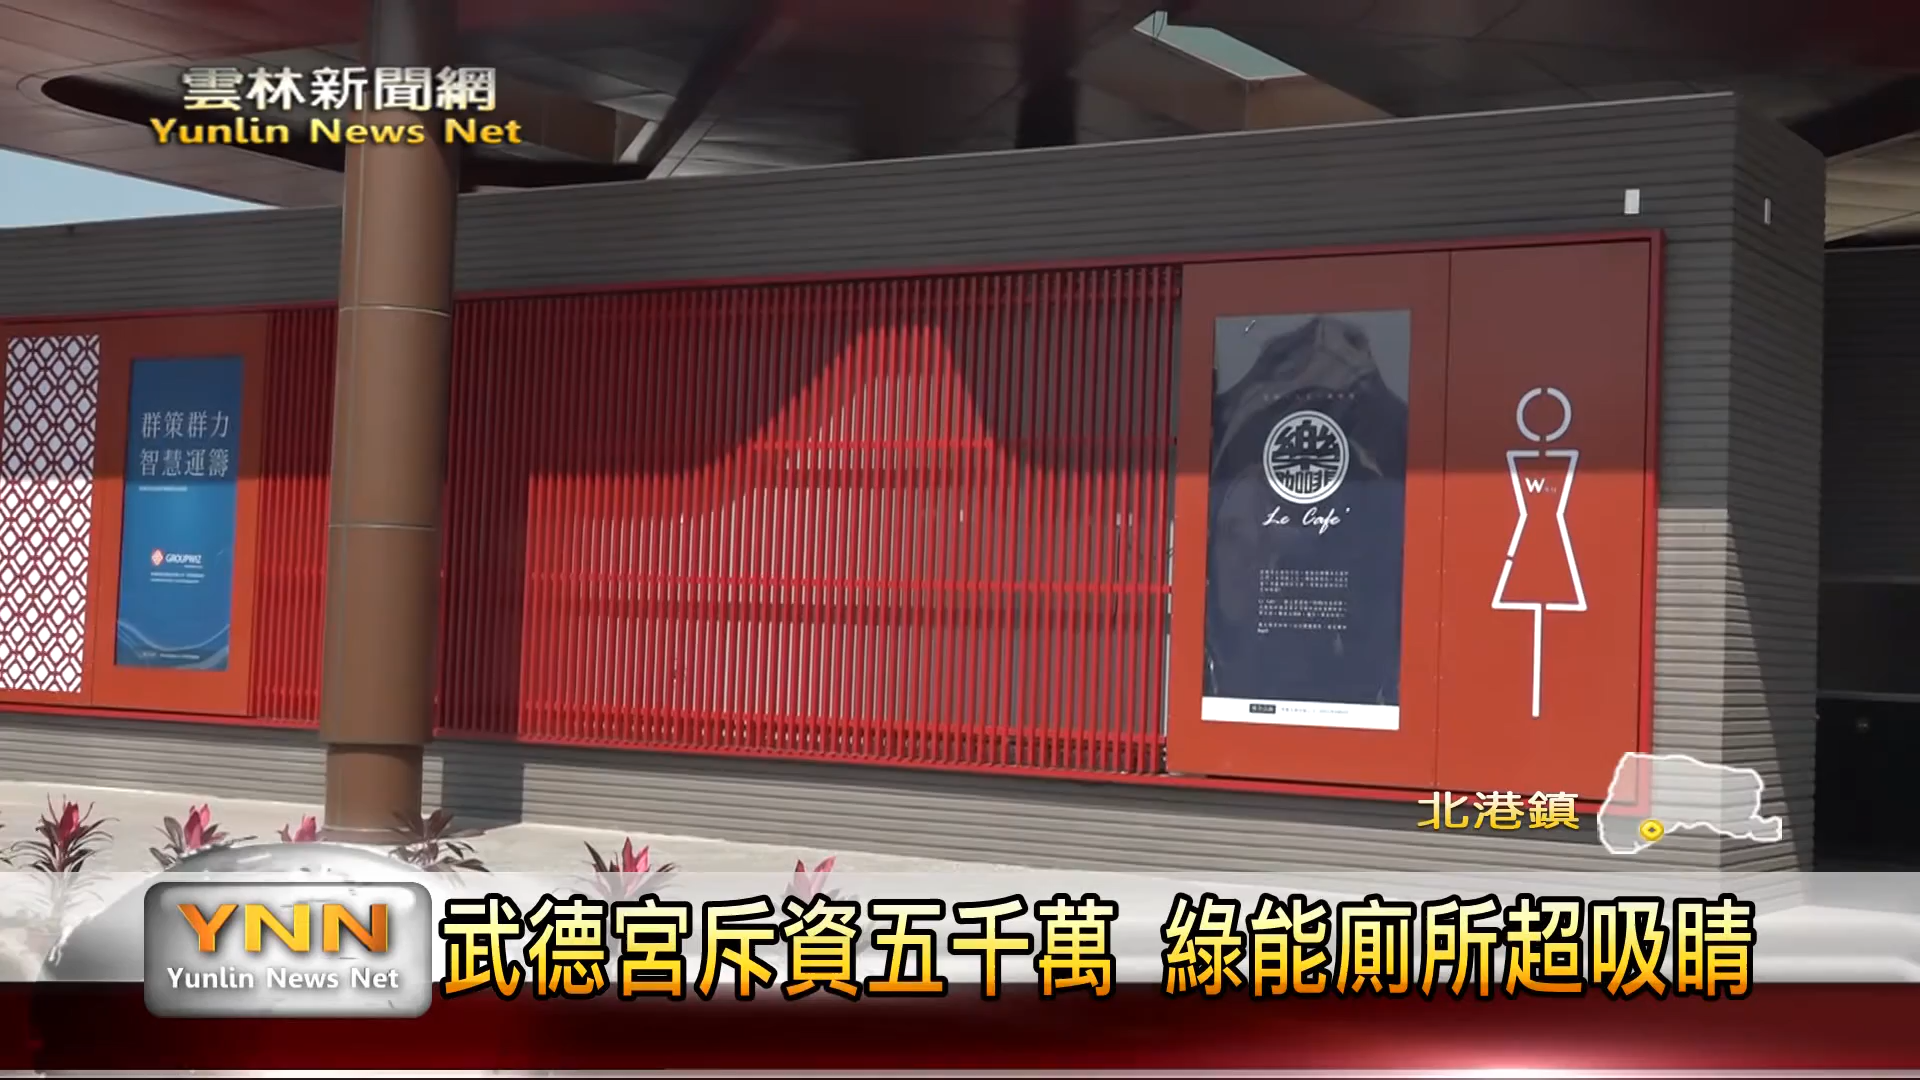 雲林新聞網
Yunlin News Net
群策群力
智慧運籌
GROUPWIZ
樂
咖啡
Le Cafe'
W
北港鎮
YNN
Yunlin News Net
武德宮斥資五千萬 綠能廁所超吸睛